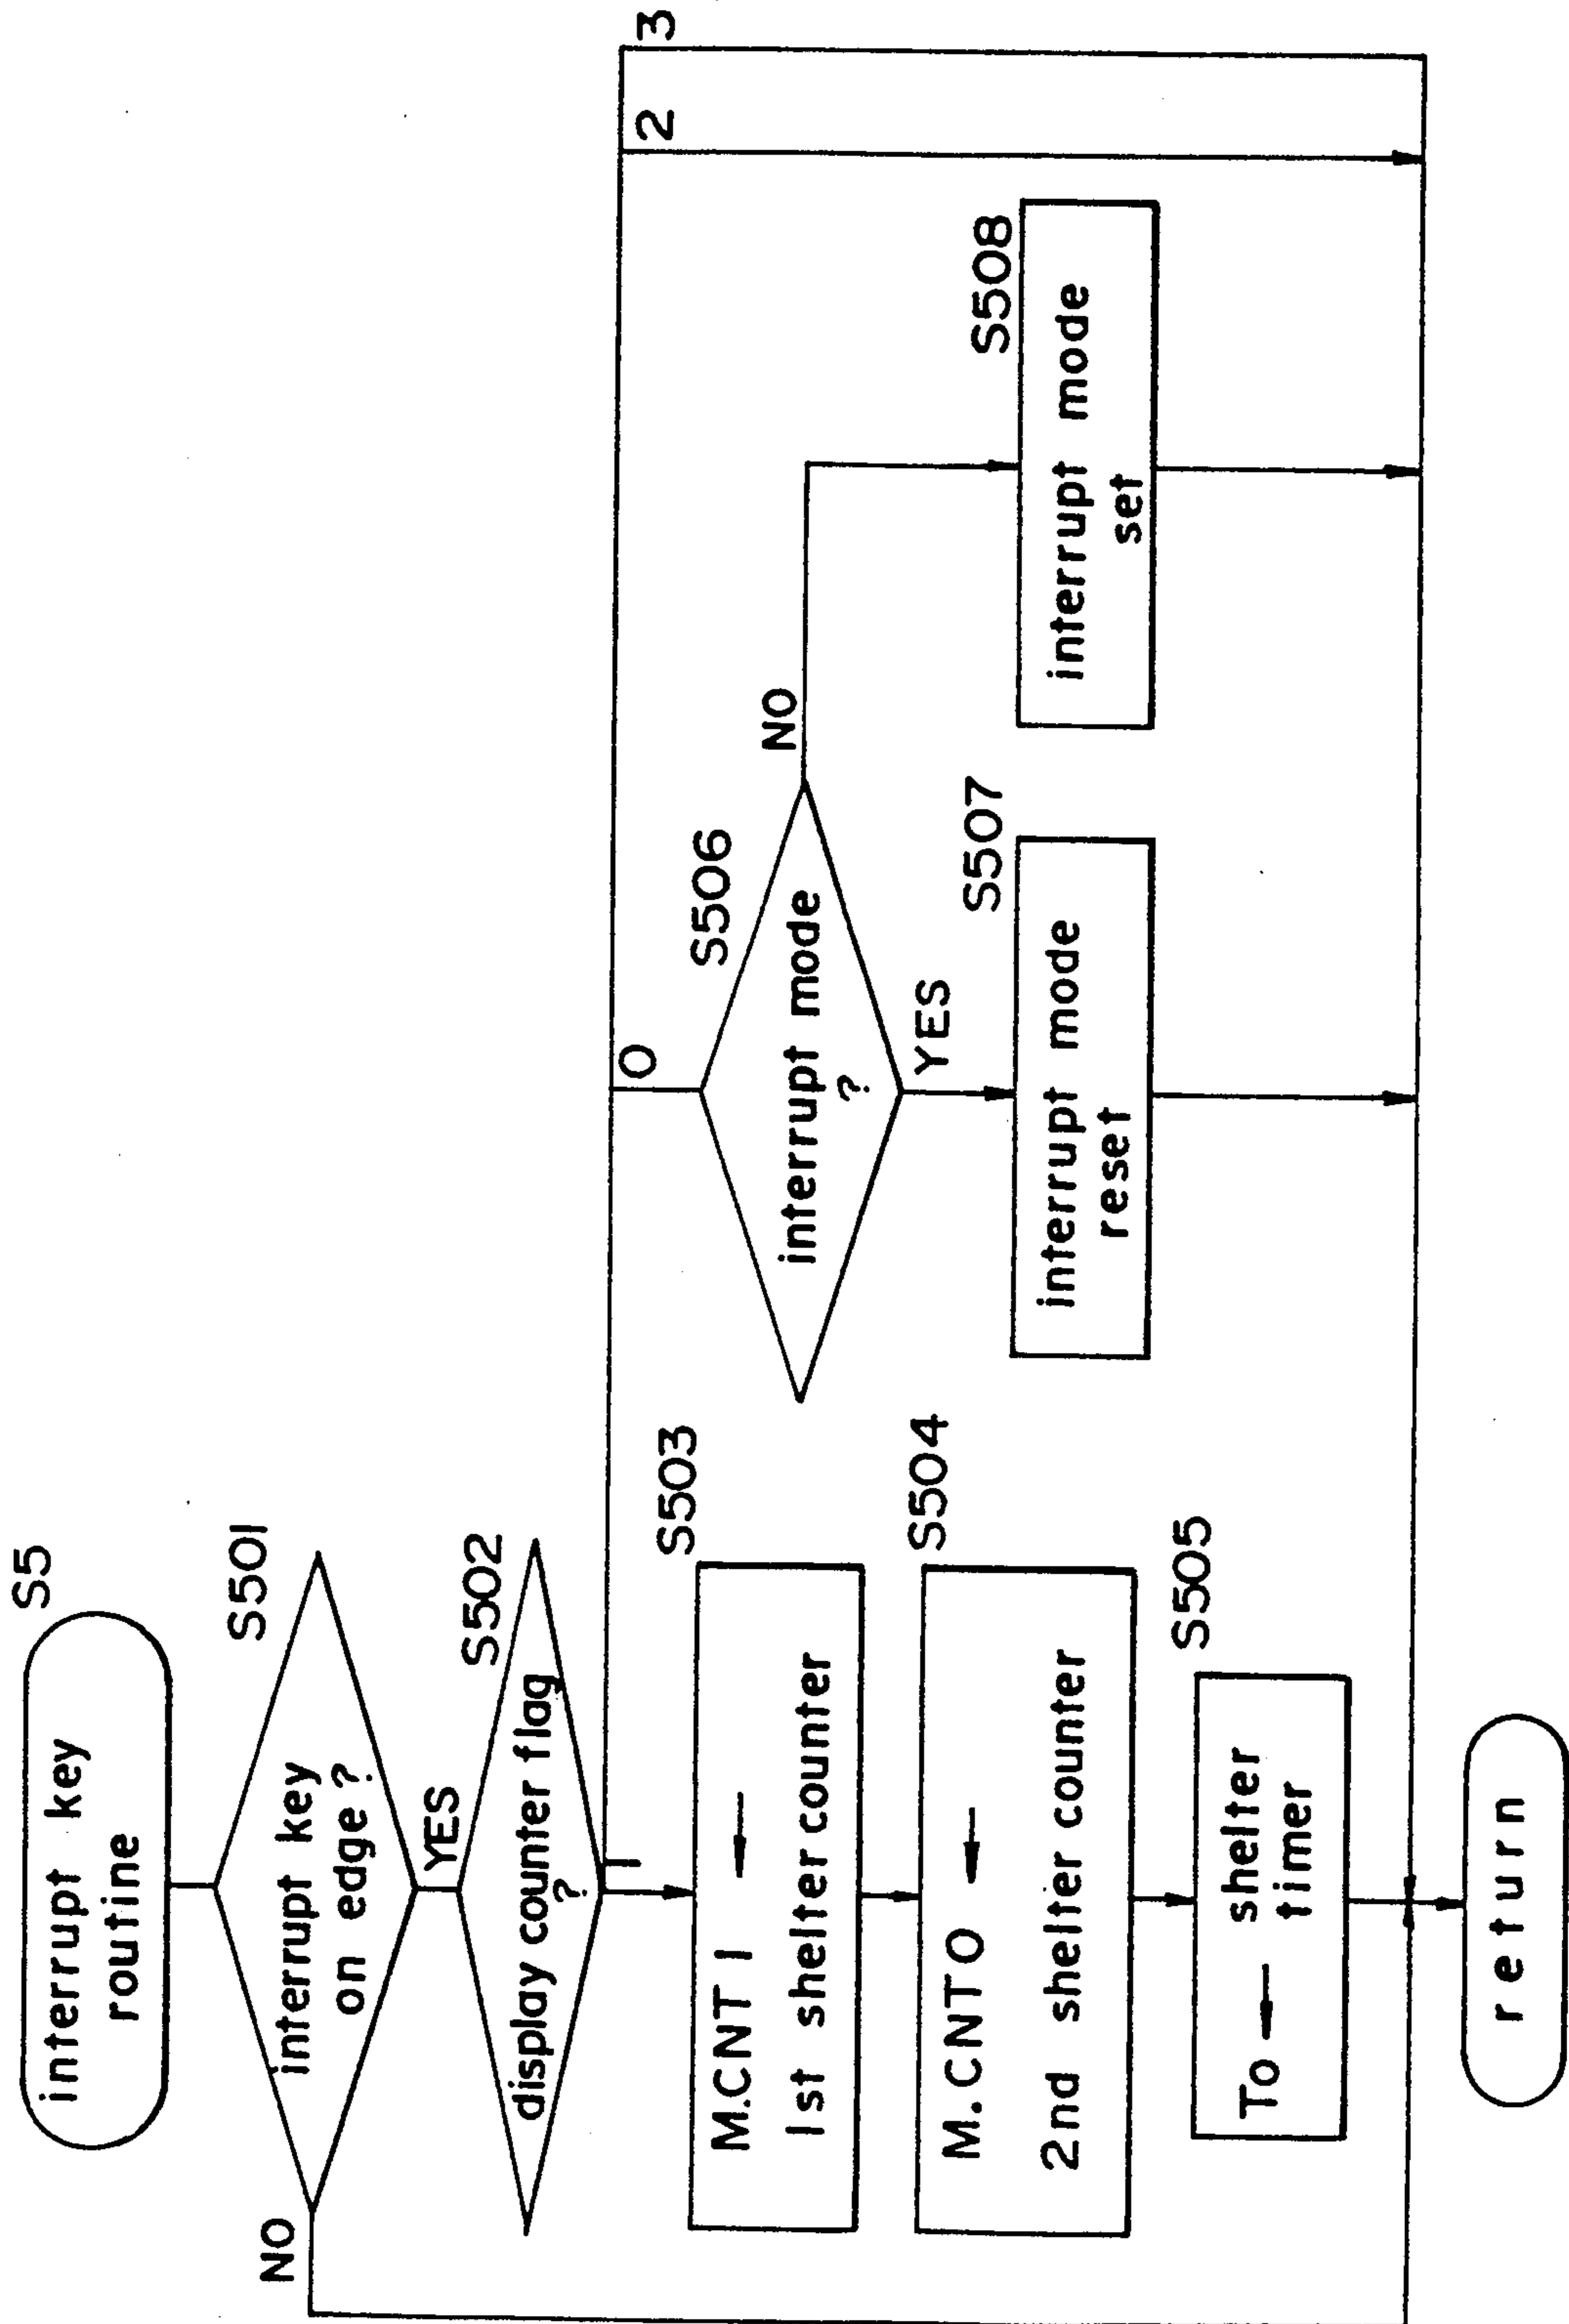 S5
interrupt key
routine
S501
interrupt key
on edge?
NO
YES
S502
display counter flag
?
1
0
2
3
S503
M.CNT1 ←
1st shelter counter
S504
M.CNT0 ←
2nd shelter counter
S505
To ← shelter
timer
S506
interrupt mode
?
NO
YES
S507
interrupt mode
reset
S508
interrupt mode
set
return